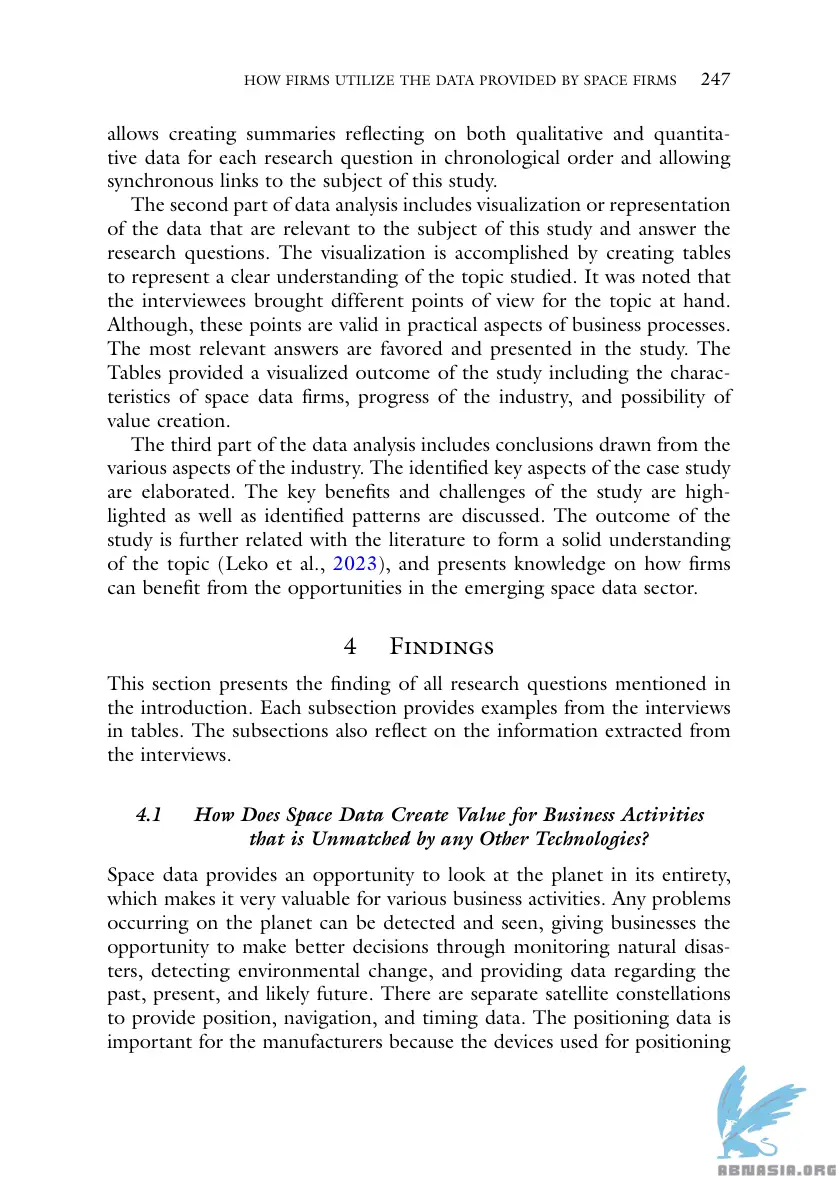 HOW FIRMS UTILIZE THE DATA PROVIDED BY SPACE FIRMS 247
allows creating summaries reflecting on both qualitative and quantita-
tive data for each research question in chronological order and allowing
synchronous links to the subject of this study.
The second part of data analysis includes visualization or representation
of the data that are relevant to the subject of this study and answer the
research questions. The visualization is accomplished by creating tables
to represent a clear understanding of the topic studied. It was noted that
the interviewees brought different points of view for the topic at hand.
Although, these points are valid in practical aspects of business processes.
The most relevant answers are favored and presented in the study. The
Tables provided a visualized outcome of the study including the charac-
teristics of space data firms, progress of the industry, and possibility of
value creation.
The third part of the data analysis includes conclusions drawn from the
various aspects of the industry. The identified key aspects of the case study
are elaborated. The key benefits and challenges of the study are high-
lighted as well as identified patterns are discussed. The outcome of the
study is further related with the literature to form a solid understanding
of the topic (Leko et al., 2023), and presents knowledge on how firms
can benefit from the opportunities in the emerging space data sector.
4 Findings
This section presents the finding of all research questions mentioned in
the introduction. Each subsection provides examples from the interviews
in tables. The subsections also reflect on the information extracted from
the interviews.
4.1 How Does Space Data Create Value for Business Activities
that is Unmatched by any Other Technologies?
Space data provides an opportunity to look at the planet in its entirety,
which makes it very valuable for various business activities. Any problems
occurring on the planet can be detected and seen, giving businesses the
opportunity to make better decisions through monitoring natural disas-
ters, detecting environmental change, and providing data regarding the
past, present, and likely future. There are separate satellite constellations
to provide position, navigation, and timing data. The positioning data is
important for the manufacturers because the devices used for positioning
ABNASIA.ORG